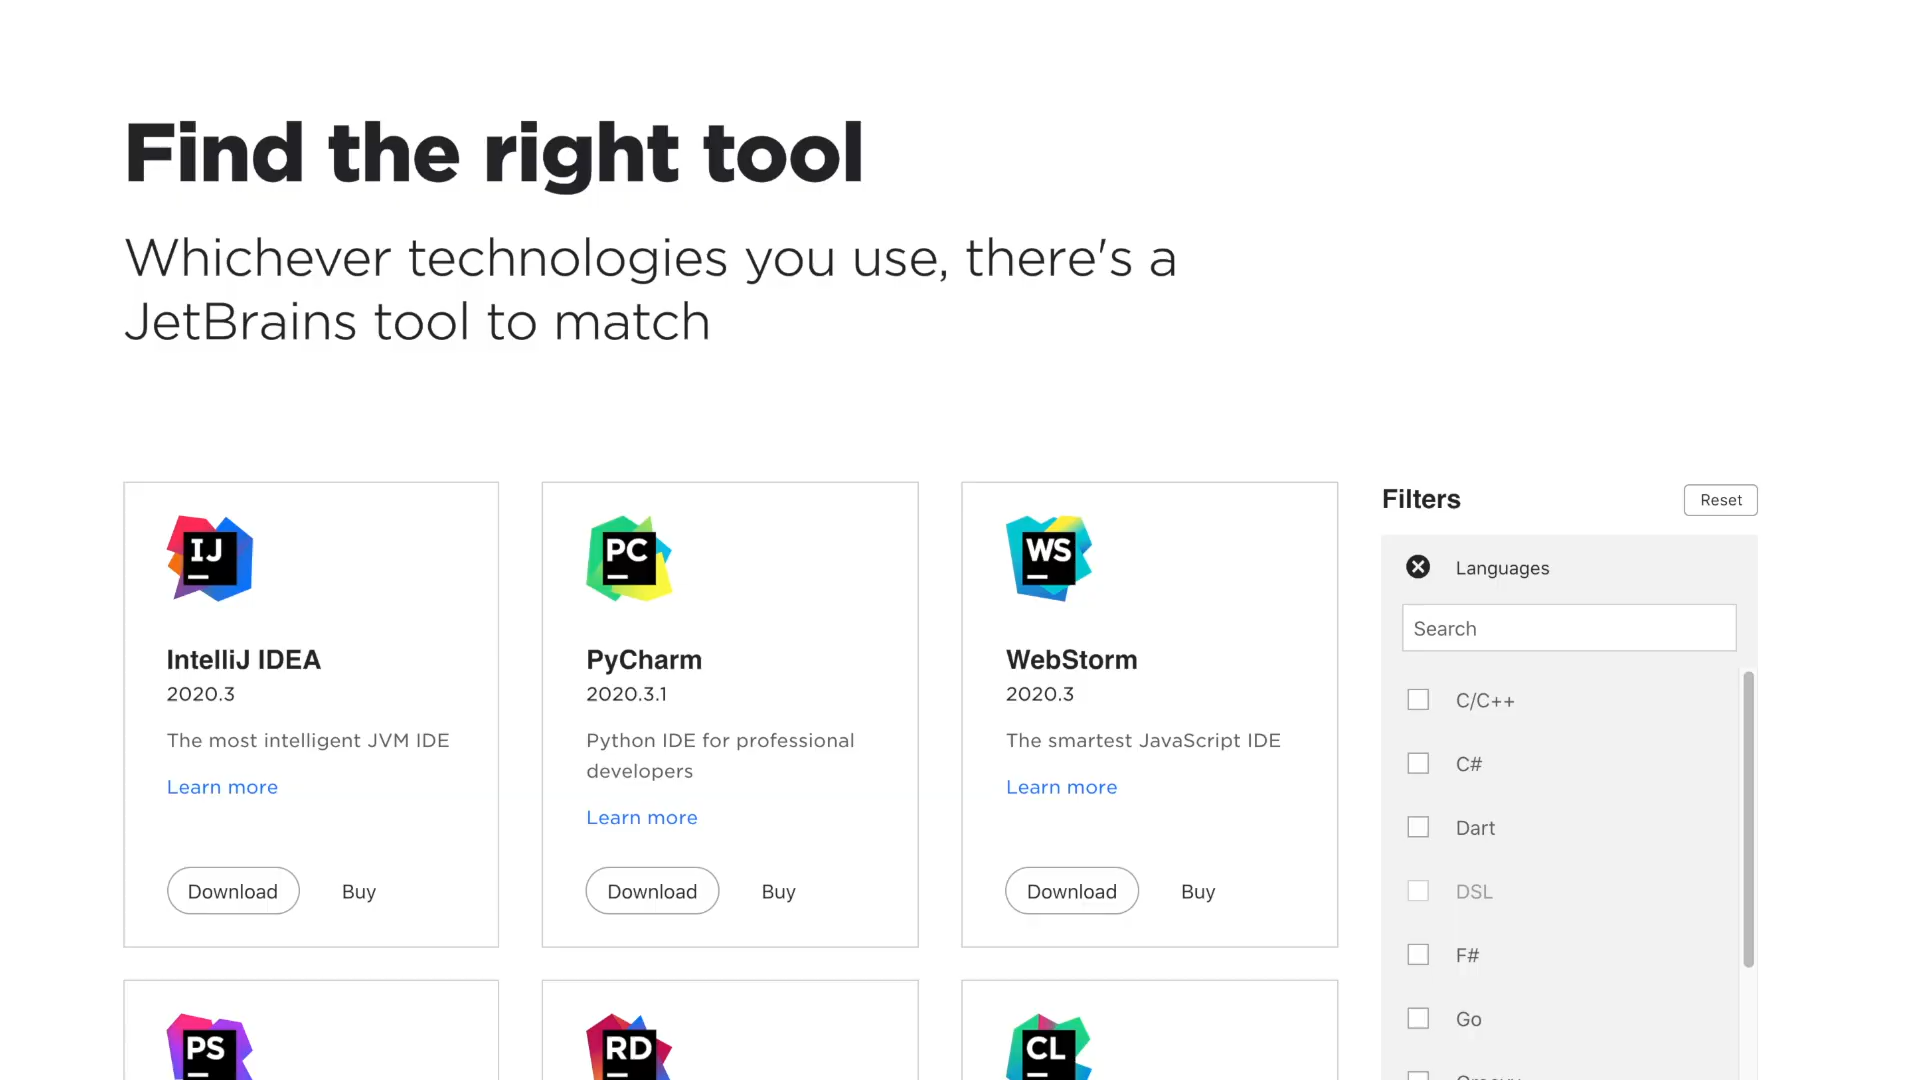 Find the right tool
Whichever technologies you use, there's a
JetBrains tool to match
IJ
IntelliJ IDEA
2020.3
The most intelligent JVM IDE
Learn more
Download
Buy
PC
PyCharm
2020.3.1
Python IDE for professional
developers
Learn more
Download
Buy
WS
WebStorm
2020.3
The smartest JavaScript IDE
Learn more
Download
Buy
PS
RD
CL
Filters
Reset
Languages
Search
C/C++
C#
Dart
DSL
F#
Go